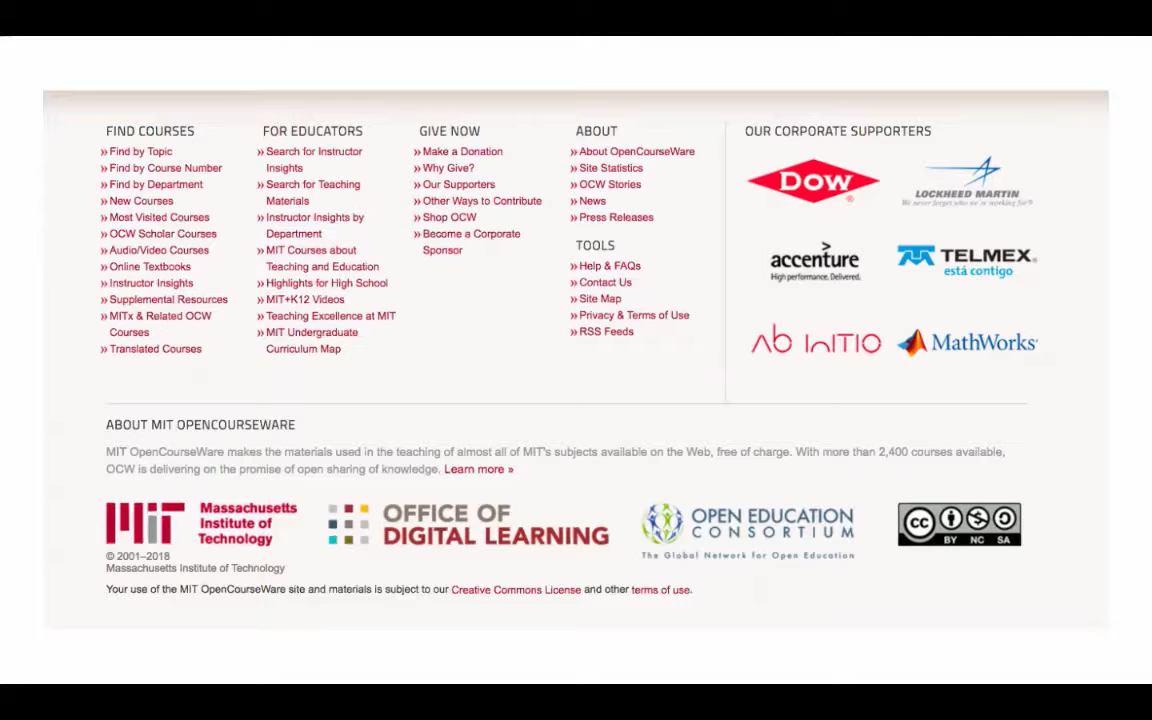 FIND COURSES
» Find by Topic
» Find by Course Number
» Find by Department
» New Courses
» Most Visited Courses
» OCW Scholar Courses
» Audio/Video Courses
» Online Textbooks
» Instructor Insights
» Supplemental Resources
» MITx & Related OCW
Courses
» Translated Courses
FOR EDUCATORS
» Search for Instructor
Insights
» Search for Teaching
Materials
» Instructor Insights by
Department
» MIT Courses about
Teaching and Education
» Highlights for High School
» MIT+K12 Videos
» Teaching Excellence at MIT
» MIT Undergraduate
Curriculum Map
GIVE NOW
» Make a Donation
» Why Give?
» Our Supporters
» Other Ways to Contribute
» Shop OCW
» Become a Corporate
Sponsor
ABOUT
» About OpenCourseWare
» Site Statistics
» OCW Stories
» News
» Press Releases
TOOLS
» Help & FAQs
» Contact Us
» Site Map
» Privacy & Terms of Use
» RSS Feeds
OUR CORPORATE SUPPORTERS
DOW®
LOCKHEED MARTIN
We never forget who we're working for®
accenture
High performance. Delivered.
TELMEX®
está contigo
Ab InITIO
MathWorks®
ABOUT MIT OPENCOURSEWARE
MIT OpenCourseWare makes the materials used in the teaching of almost all of MIT's subjects available on the Web, free of charge. With more than 2,400 courses available,
OCW is delivering on the promise of open sharing of knowledge. Learn more »
Massachusetts
Institute of
Technology
© 2001–2018
Massachusetts Institute of Technology
OFFICE OF
DIGITAL LEARNING
OPEN EDUCATION
CONSORTIUM
The Global Network for Open Education
cc
BY NC SA
Your use of the MIT OpenCourseWare site and materials is subject to our Creative Commons License and other terms of use.